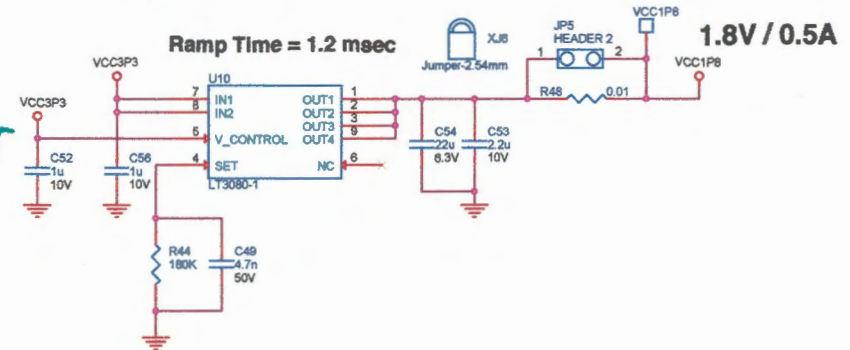 Ramp Time = 1.2 msec
XJ6
Jumper-2.54mm
JP5
HEADER 2
1
2
VCC1P8
1.8V / 0.5A
VCC1P8
VCC3P3
VCC3P3
U10
7 IN1 OUT1 1
8 IN2 OUT2 2
OUT3 3
5 V_CONTROL OUT4 9
4 SET NC 6
LT3080-1
R48 0.01
C52
1u
10V
C56
1u
10V
C54
22u
6.3V
C53
2.2u
10V
R44
180K
C49
4.7n
50V